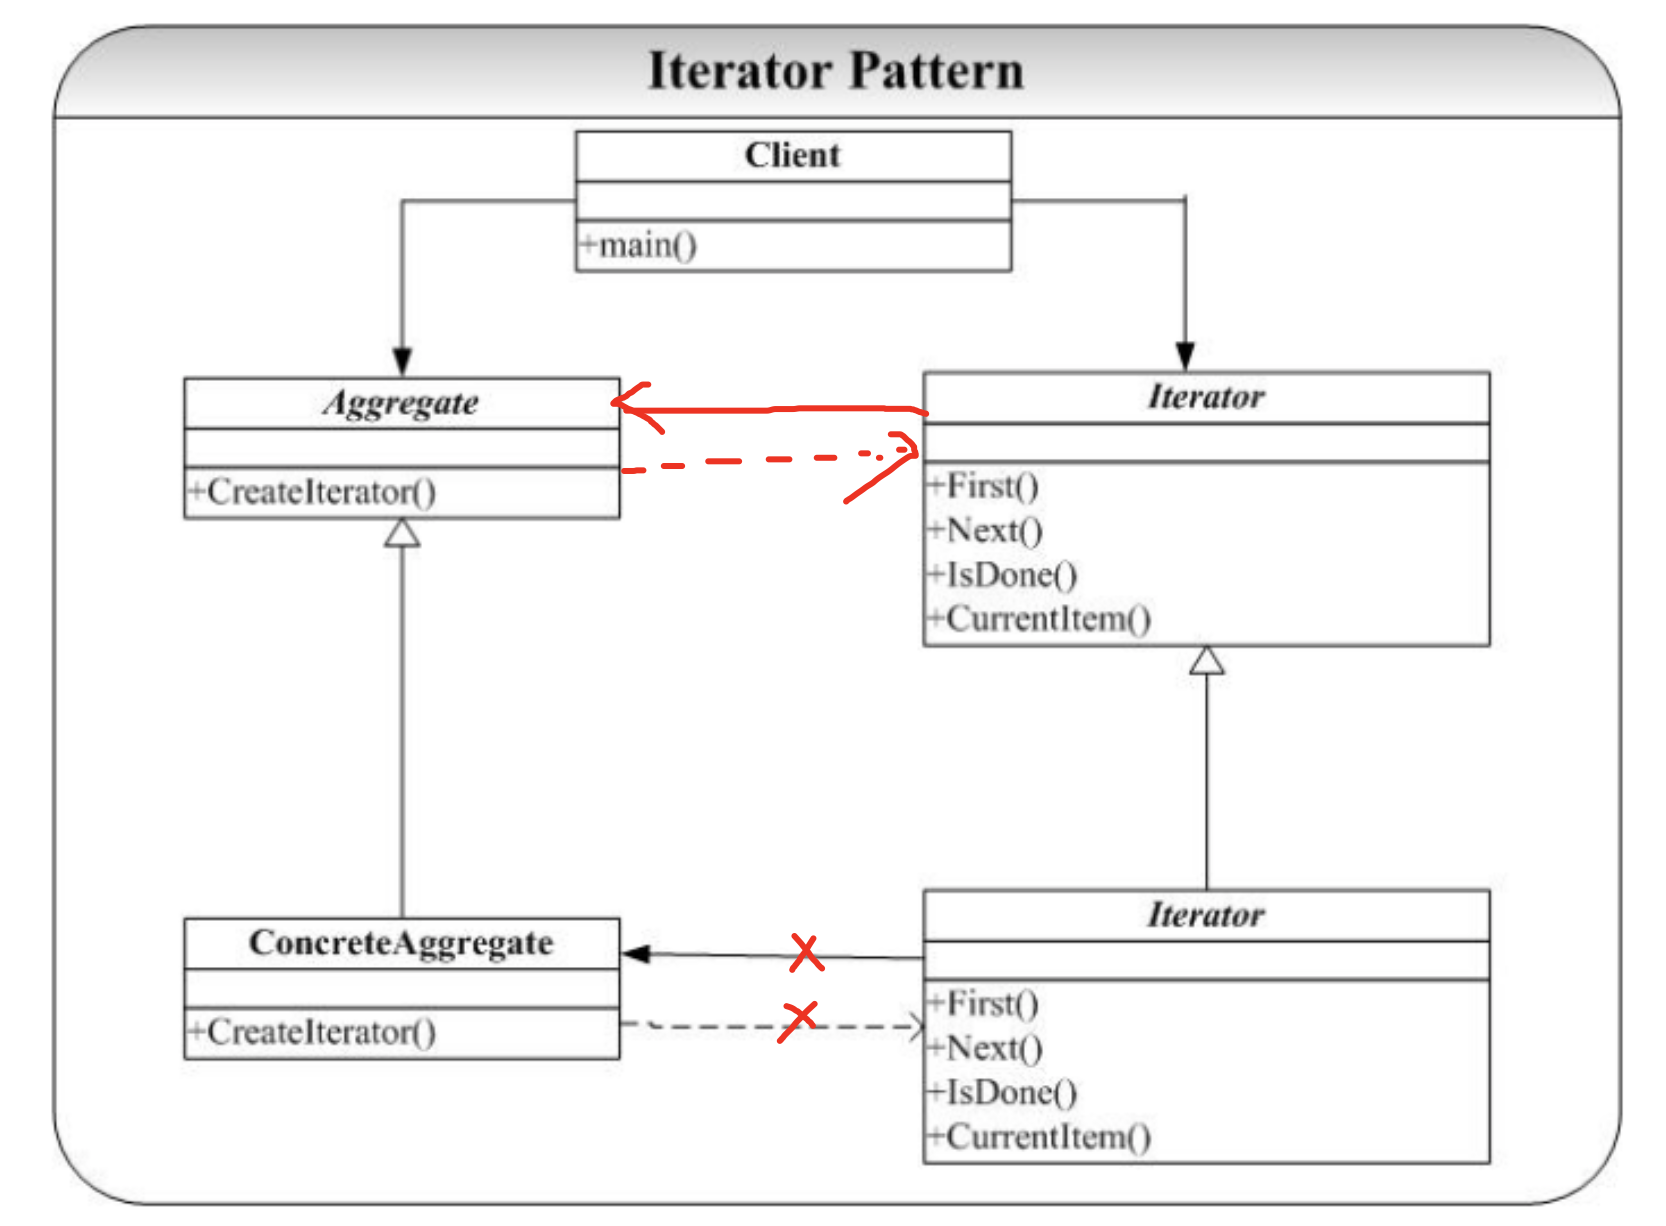 Iterator Pattern
Client
+main()
Aggregate
+CreateIterator()
Iterator
+First()
+Next()
+IsDone()
+CurrentItem()
ConcreteAggregate
+CreateIterator()
Iterator
+First()
+Next()
+IsDone()
+CurrentItem()